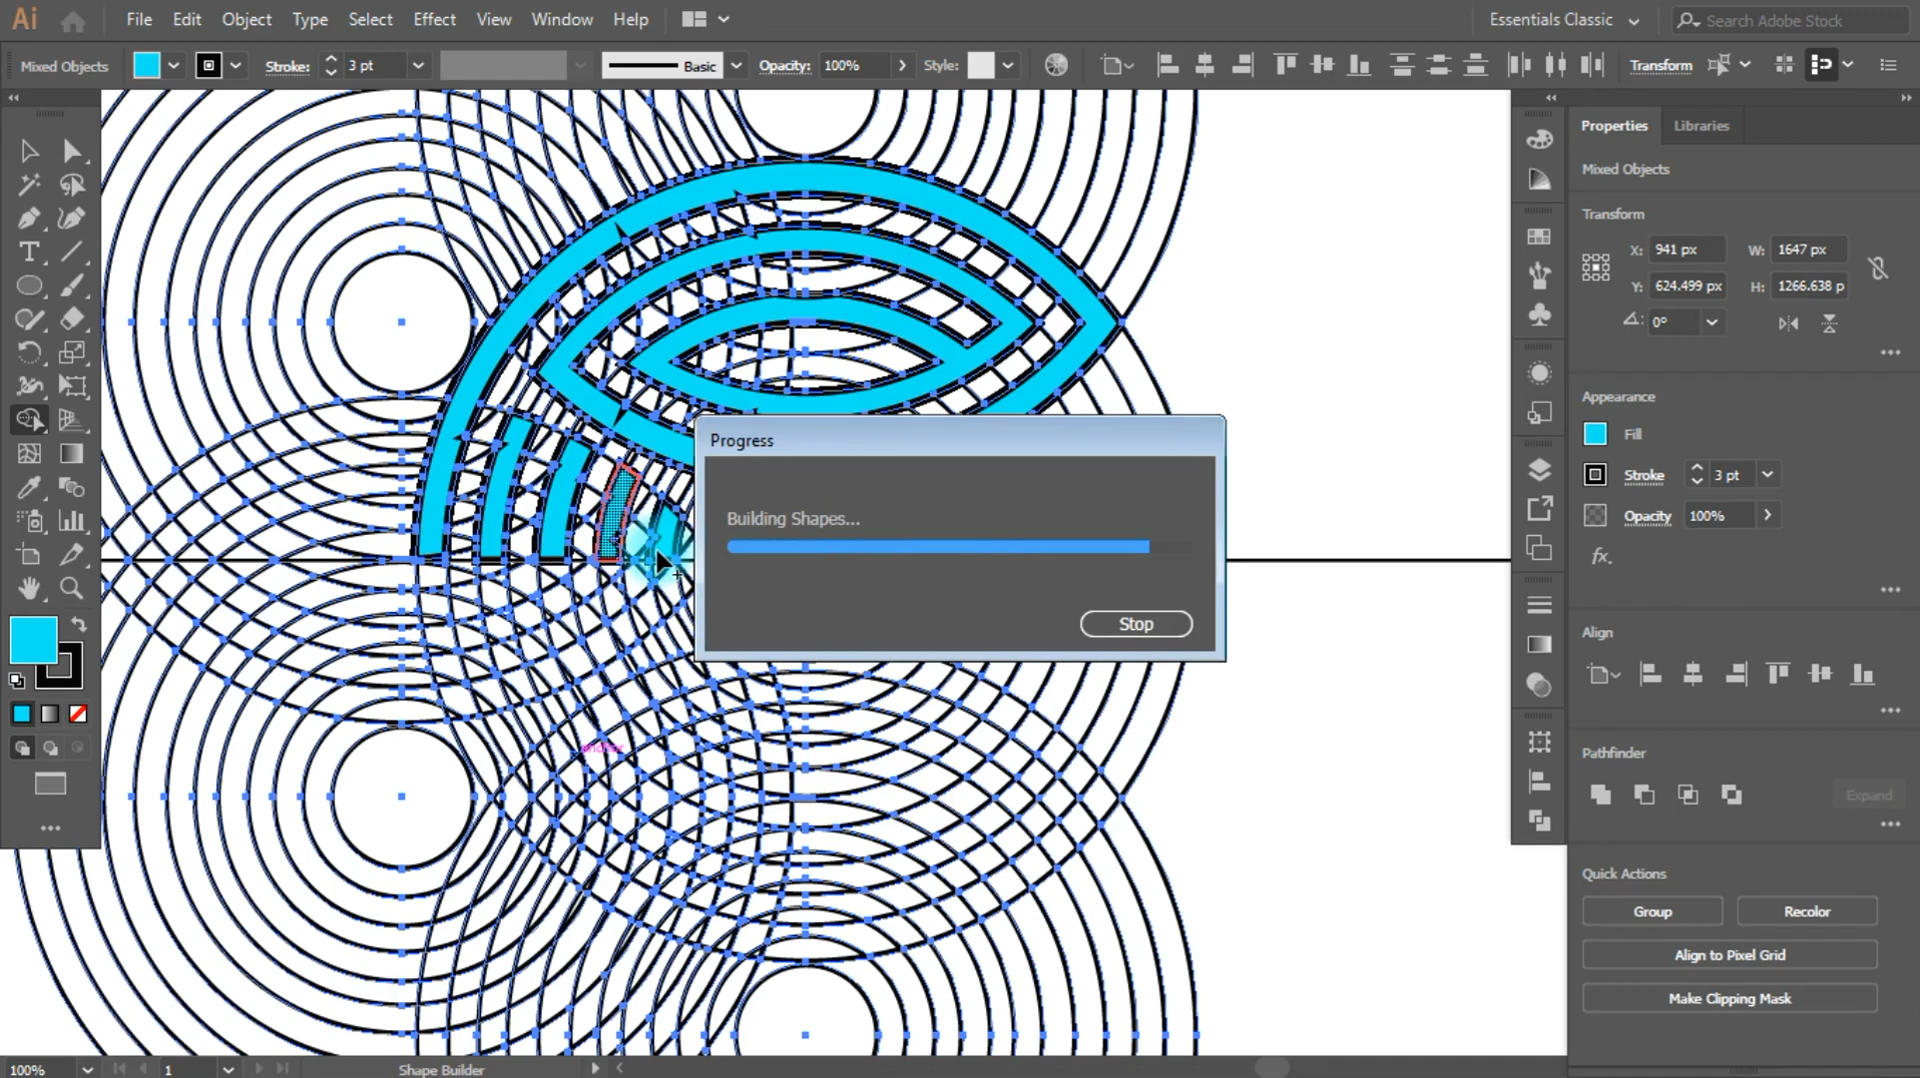 Ai File Edit Object Type Select Effect View Window Help Essentials Classic Search Adobe Stock
Mixed Objects Stroke: 3 pt Basic Opacity: 100% Style: Transform
Properties Libraries
Mixed Objects
Transform
X: 941 px W: 1647 px
Y: 624.499 px H: 1266.638 p
0°
Appearance
Fill
Stroke 3 pt
Opacity 100%
fx.
Align
Pathfinder
Expand
Quick Actions
Group Recolor
Align to Pixel Grid
Make Clipping Mask
Progress
Building Shapes...
Stop
anchor
100% 1 Shape Builder